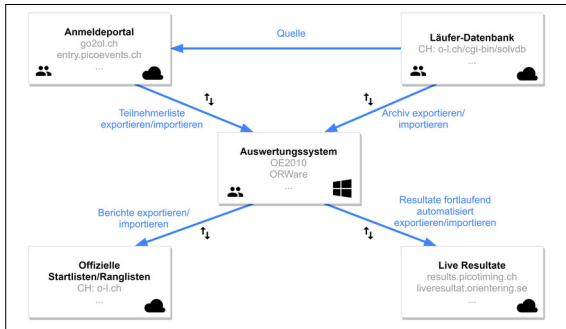 Anmeldeportal
go2ol.ch
entry.picoevents.ch
...
Quelle
Läufer-Datenbank
CH: o-l.ch/cgi-bin/solvdb
...
Teilnehmerliste
exportieren/importieren
Archiv exportieren/
importieren
Auswertungssystem
OE2010
ORWare
...
Berichte exportieren/
importieren
Resultate fortlaufend
automatisiert
exportieren/importieren
Offizielle
Startlisten/Ranglisten
CH: o-l.ch
...
Live Resultate
results.picotiming.ch
liveresultat.orientering.se
...